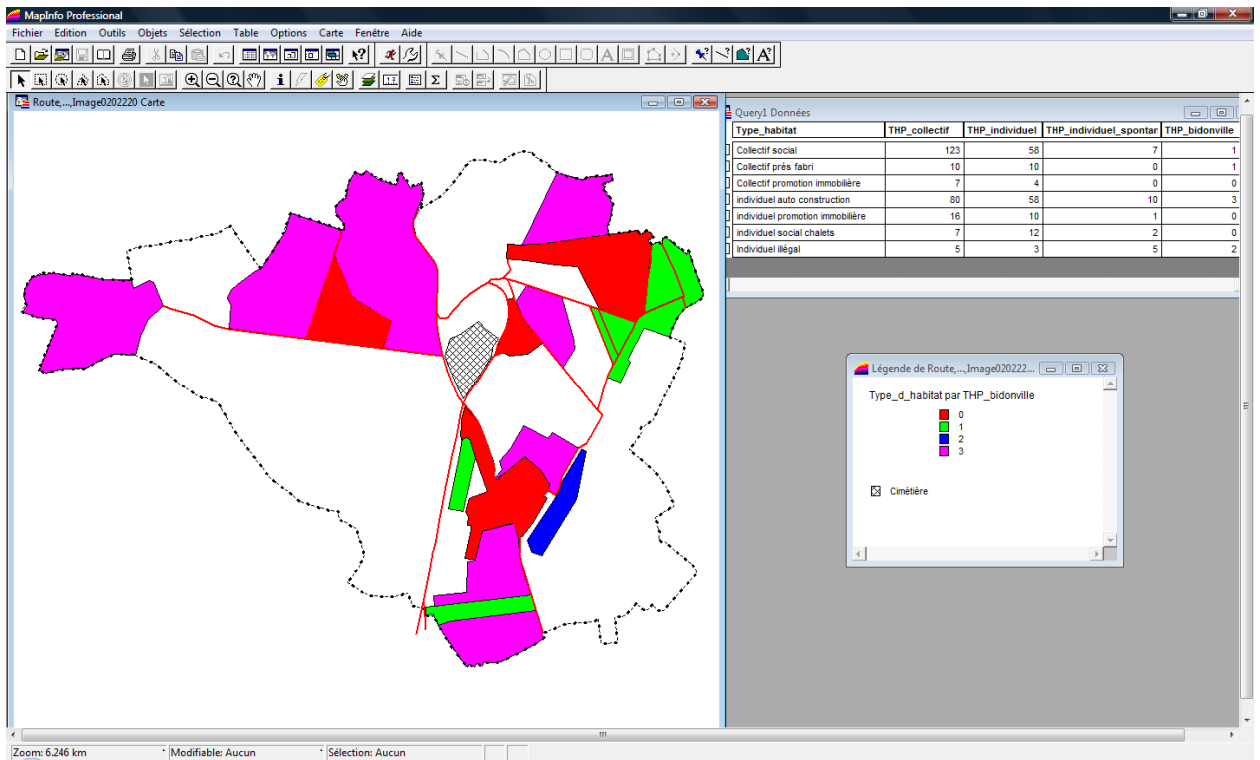 MapInfo Professional
Fichier Edition Outils Objets Sélection Table Options Carte Fenêtre Aide
Route,...,Image0202220 Carte
Query1 Données
Type_habitat THP_collectif THP_individuel THP_individuel_spontar THP_bidonville
Collectif social 123 58 7 1
Collectif prés fabri 10 10 0 1
Collectif promotion immobilière 7 4 0 0
individuel auto construction 80 58 10 3
individuel promotion immobilière 16 10 1 0
individuel social chalets 7 12 2 0
Individuel illégal 5 3 5 2
Légende de Route,...,Image020222...
Type_d_habitat par THP_bidonville
0
1
2
3
Cimétière
Zoom: 6.246 km Modifiable: Aucun Sélection: Aucun